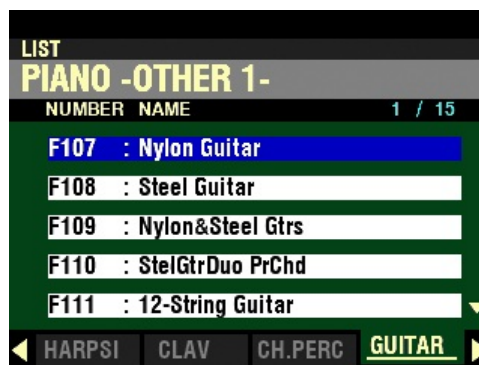 LIST
PIANO -OTHER 1-
NUMBER NAME 1 / 15
F107 : Nylon Guitar
F108 : Steel Guitar
F109 : Nylon&Steel Gtrs
F110 : StelGtrDuo PrChd
F111 : 12-String Guitar
HARPSI CLAV CH.PERC GUITAR